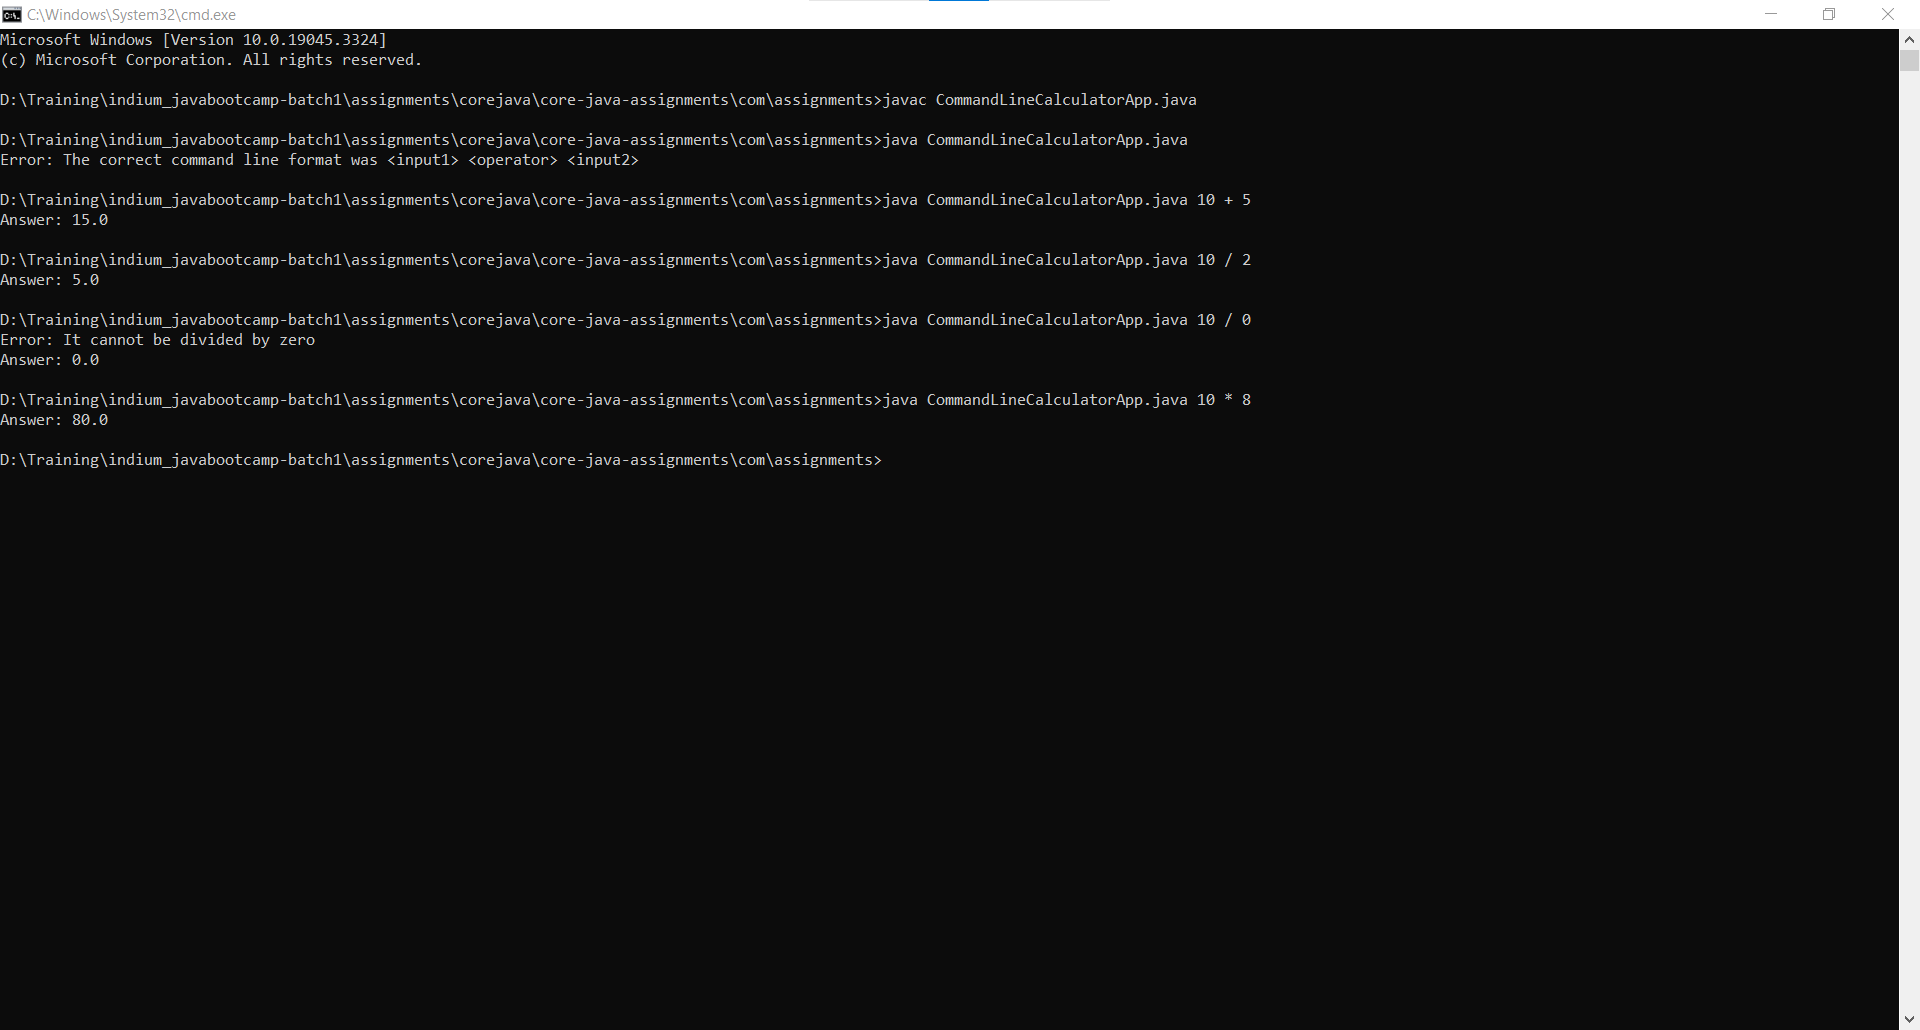 C:\Windows\System32\cmd.exe
Microsoft Windows [Version 10.0.19045.3324]
(c) Microsoft Corporation. All rights reserved.
D:\Training\indium_javabootcamp-batch1\assignments\corejava\core-java-assignments\com\assignments>javac CommandLineCalculatorApp.java
D:\Training\indium_javabootcamp-batch1\assignments\corejava\core-java-assignments\com\assignments>java CommandLineCalculatorApp.java
Error: The correct command line format was <input1> <operator> <input2>
D:\Training\indium_javabootcamp-batch1\assignments\corejava\core-java-assignments\com\assignments>java CommandLineCalculatorApp.java 10 + 5
Answer: 15.0
D:\Training\indium_javabootcamp-batch1\assignments\corejava\core-java-assignments\com\assignments>java CommandLineCalculatorApp.java 10 / 2
Answer: 5.0
D:\Training\indium_javabootcamp-batch1\assignments\corejava\core-java-assignments\com\assignments>java CommandLineCalculatorApp.java 10 / 0
Error: It cannot be divided by zero
Answer: 0.0
D:\Training\indium_javabootcamp-batch1\assignments\corejava\core-java-assignments\com\assignments>java CommandLineCalculatorApp.java 10 * 8
Answer: 80.0
D:\Training\indium_javabootcamp-batch1\assignments\corejava\core-java-assignments\com\assignments>